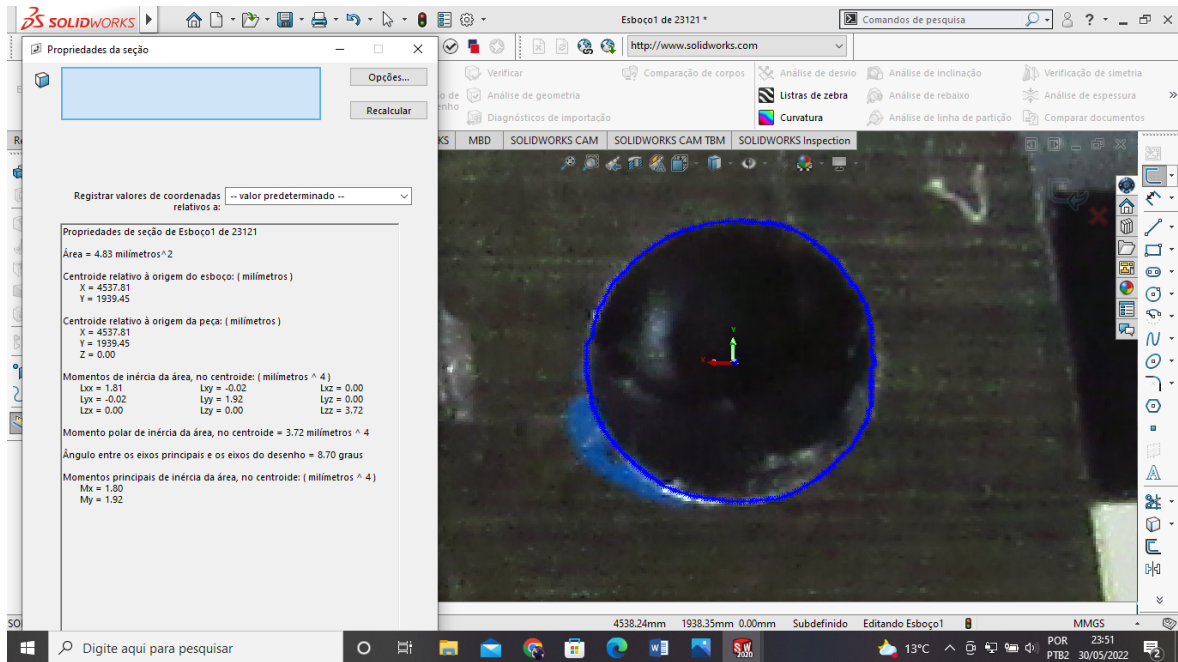 SOLIDWORKS
Esboço1 de 23121 *
Comandos de pesquisa
Propriedades da seção
http://www.solidworks.com
Opções...
Recalcular
Verificar
Comparação de corpos
Análise de desvio
Análise de inclinação
Verificação de simetria
Análise de geometria
Listras de zebra
Análise de rebaixo
Análise de espessura
Diagnósticos de importação
Curvatura
Análise de linha de partição
Comparar documentos
MBD
SOLIDWORKS CAM
SOLIDWORKS CAM TBM
SOLIDWORKS Inspection
Registrar valores de coordenadas
relativos a:
-- valor predeterminado --
Propriedades de seção de Esboço1 de 23121
Área = 4.83 milímetros^2
Centroide relativo à origem do esboço: ( milímetros )
X = 4537.81
Y = 1939.45
Centroide relativo à origem da peça: ( milímetros )
X = 4537.81
Y = 1939.45
Z = 0.00
Momentos de inércia da área, no centroide: ( milímetros ^ 4 )
Lxx = 1.81 Lxy = -0.02 Lxz = 0.00
Lyx = -0.02 Lyy = 1.92 Lyz = 0.00
Lzx = 0.00 Lzy = 0.00 Lzz = 3.72
Momento polar de inércia da área, no centroide = 3.72 milímetros ^ 4
Ângulo entre os eixos principais e os eixos do desenho = 8.70 graus
Momentos principais de inércia da área, no centroide: ( milímetros ^ 4 )
Mx = 1.80
My = 1.92
Y
X
4538.24mm 1938.35mm 0.00mm Subdefinido Editando Esboço1 MMGS
Digite aqui para pesquisar
13°C
POR
PTB2
23:51
30/05/2022